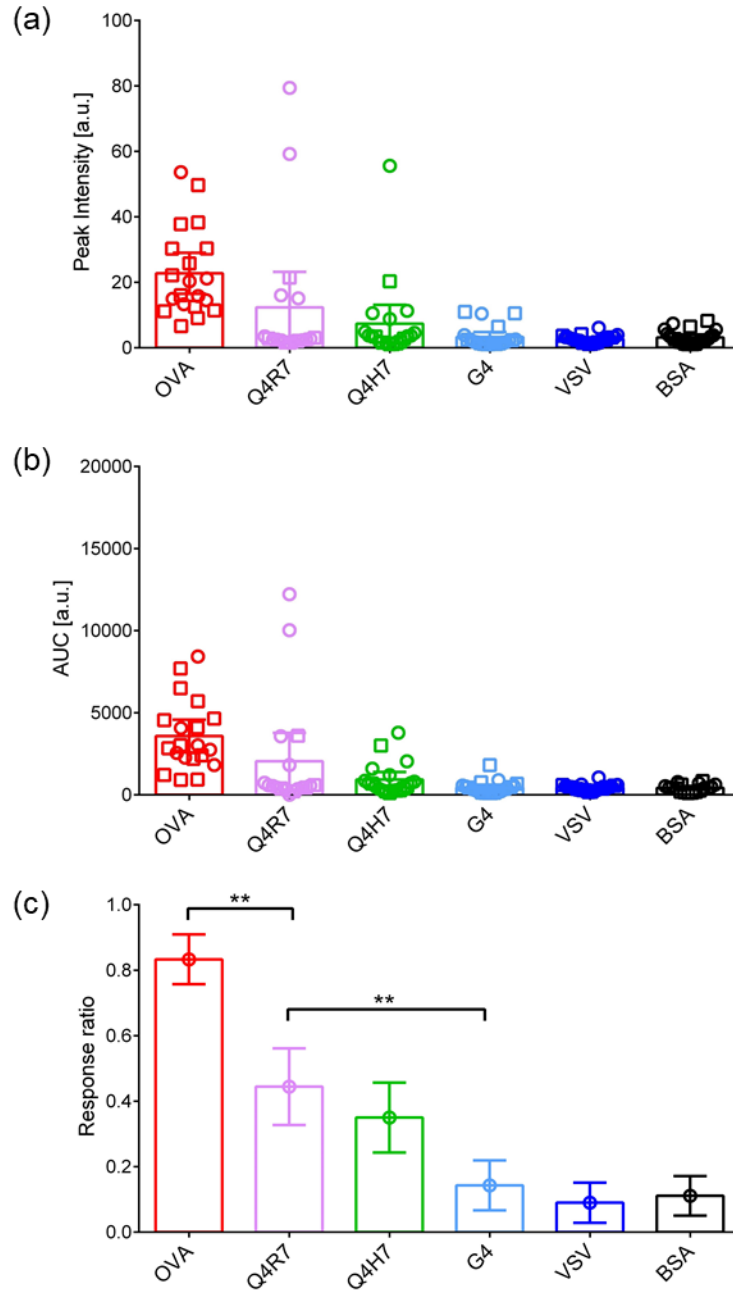 (a)
100
80
60
40
20
0
Peak Intensity [a.u.]
OVA
Q4R7
Q4H7
G4
VSV
BSA
(b)
20000
15000
10000
5000
0
AUC [a.u.]
OVA
Q4R7
Q4H7
G4
VSV
BSA
(c)
1.0
0.8
0.6
0.4
0.2
0.0
Response ratio
**
**
OVA
Q4R7
Q4H7
G4
VSV
BSA